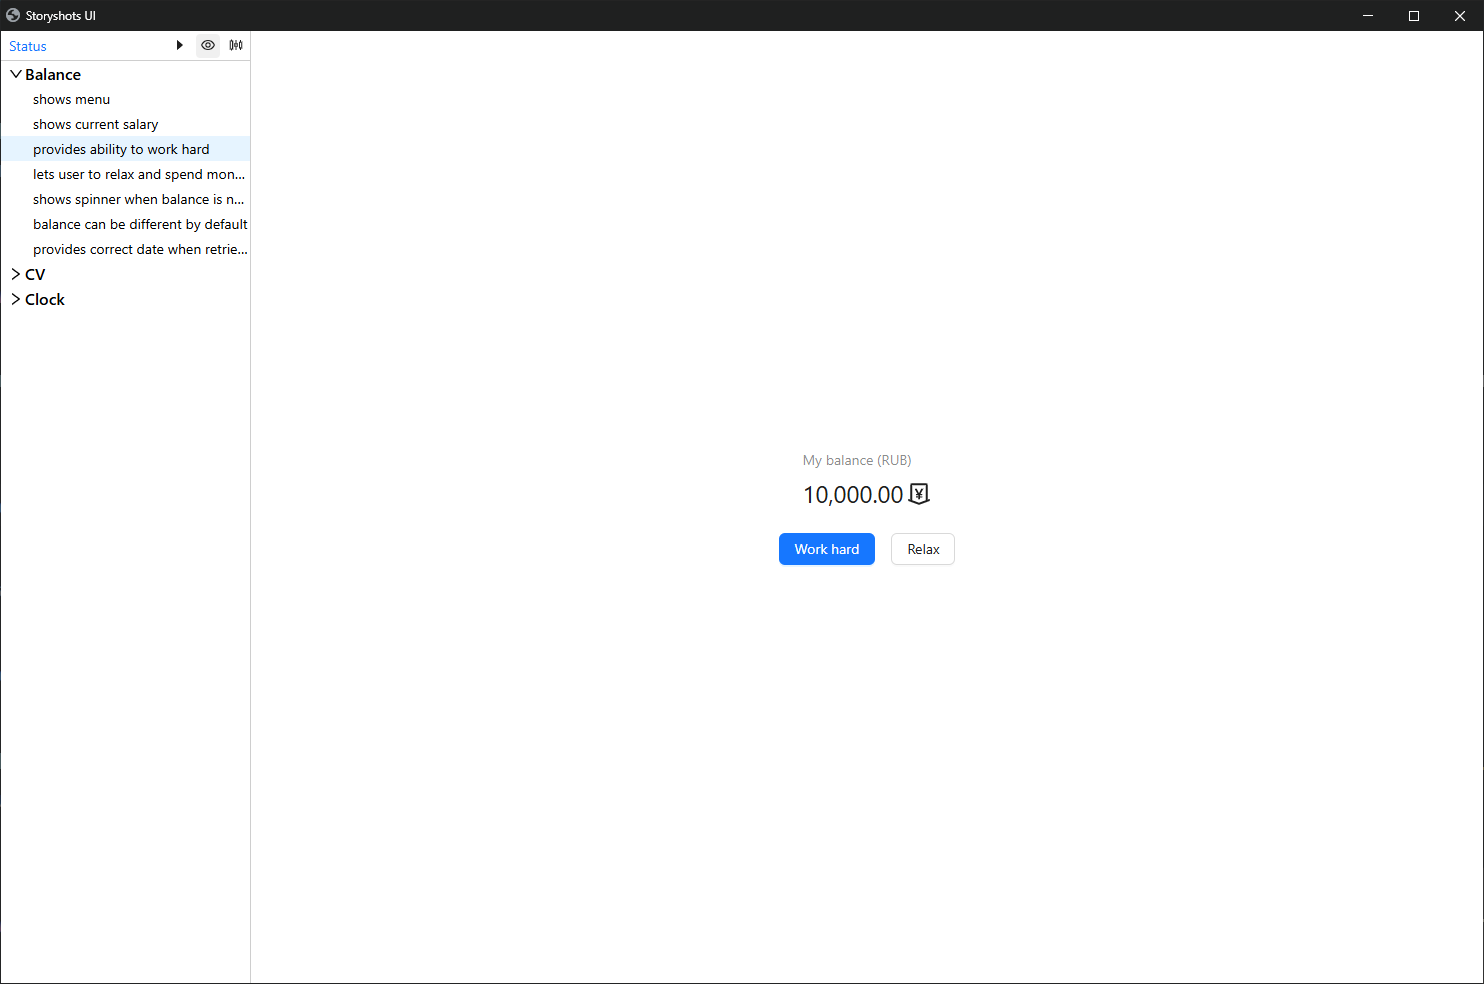 Storyshots UI
Status
Balance
shows menu
shows current salary
provides ability to work hard
lets user to relax and spend mon...
shows spinner when balance is n...
balance can be different by default
provides correct date when retrie...
CV
Clock
My balance (RUB)
10,000.00
Work hard
Relax